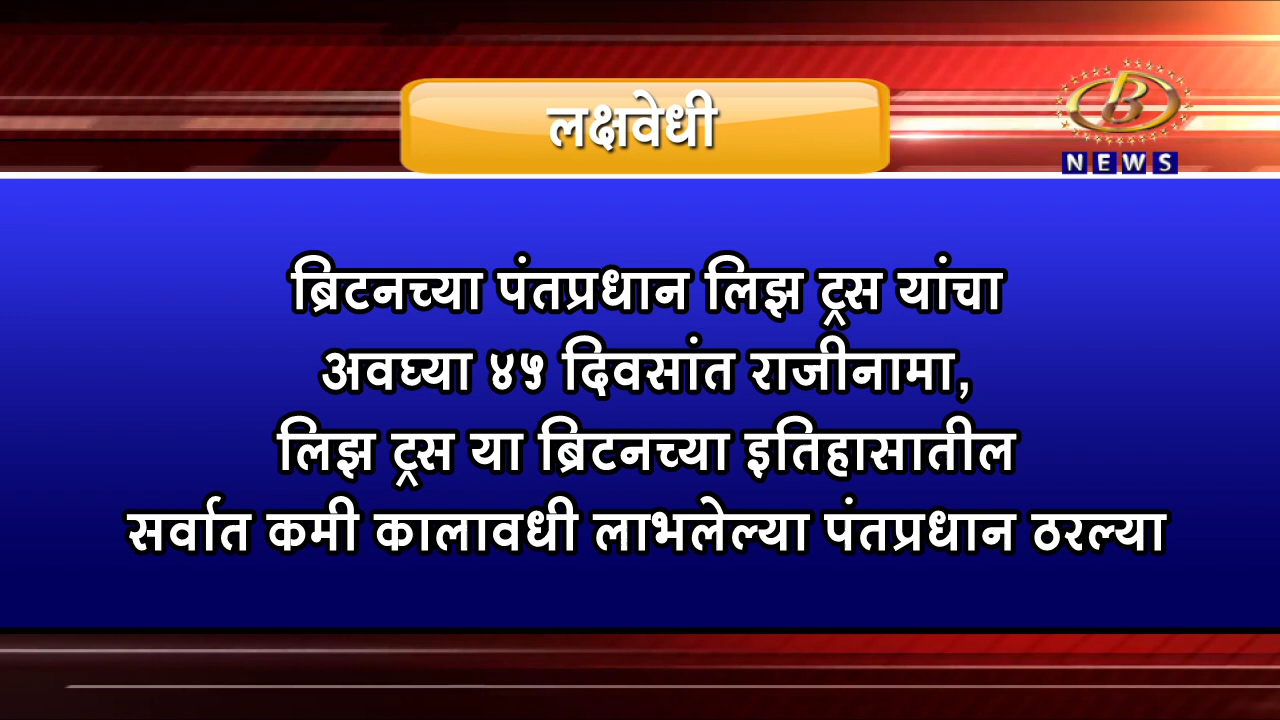 लक्षवेधी
B
NEWS
ब्रिटनच्या पंतप्रधान लिझ ट्रस यांचा
अवघ्या ४५ दिवसांत राजीनामा,
लिझ ट्रस या ब्रिटनच्या इतिहासातील
सर्वात कमी कालावधी लाभलेल्या पंतप्रधान ठरल्या